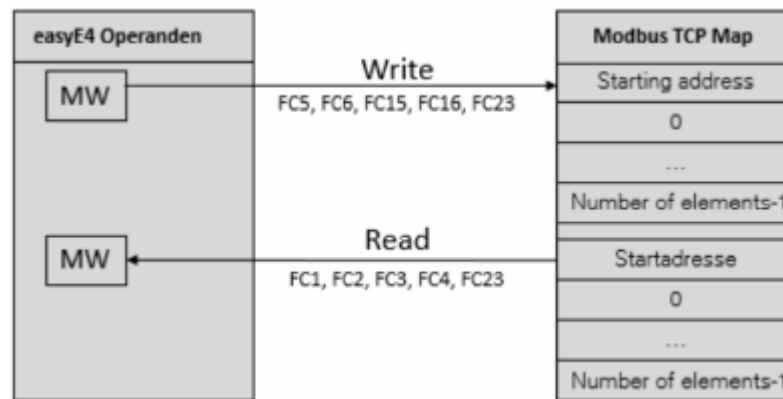 easyE4 Operanden
MW
Write
FC5, FC6, FC15, FC16, FC23
MW
Read
FC1, FC2, FC3, FC4, FC23
Modbus TCP Map
Starting address
0
...
Number of elements-1
Startadresse
0
...
Number of elements-1